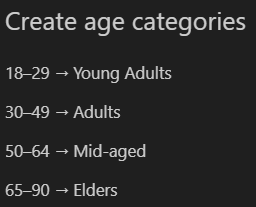 Create age categories
18–29 → Young Adults
30–49 → Adults
50–64 → Mid-aged
65–90 → Elders